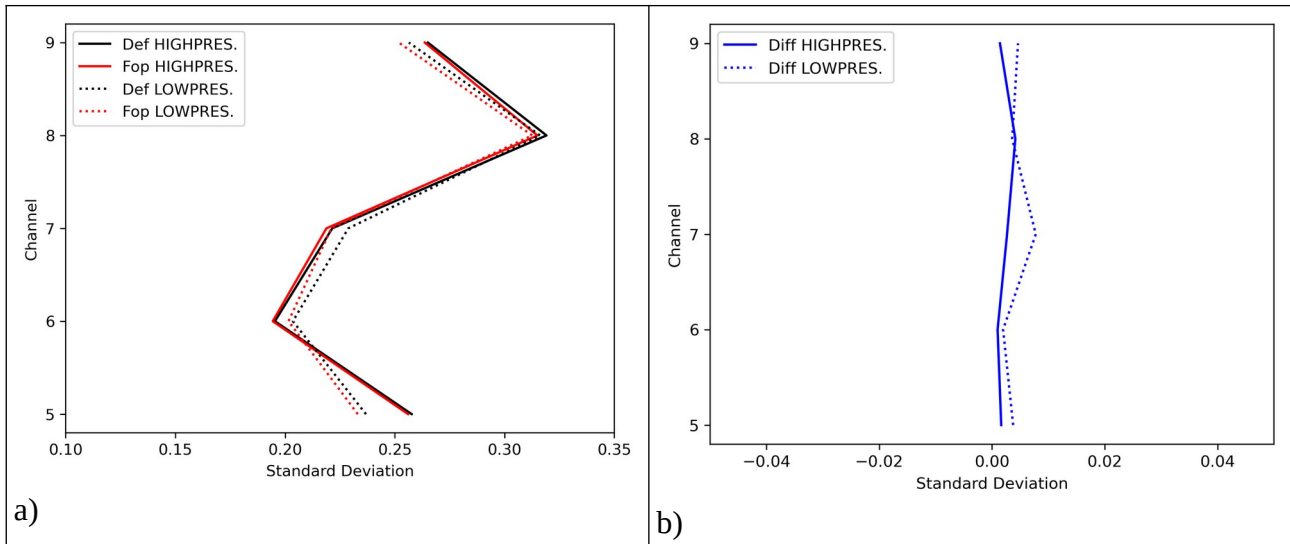 9
8
7
6
5
Channel
Def HIGHPRES.
Fop HIGHPRES.
Def LOWPRES.
Fop LOWPRES.
0.10 0.15 0.20 0.25 0.30 0.35
Standard Deviation
a)
9
8
7
6
5
Channel
Diff HIGHPRES.
Diff LOWPRES.
−0.04 −0.02 0.00 0.02 0.04
Standard Deviation
b)